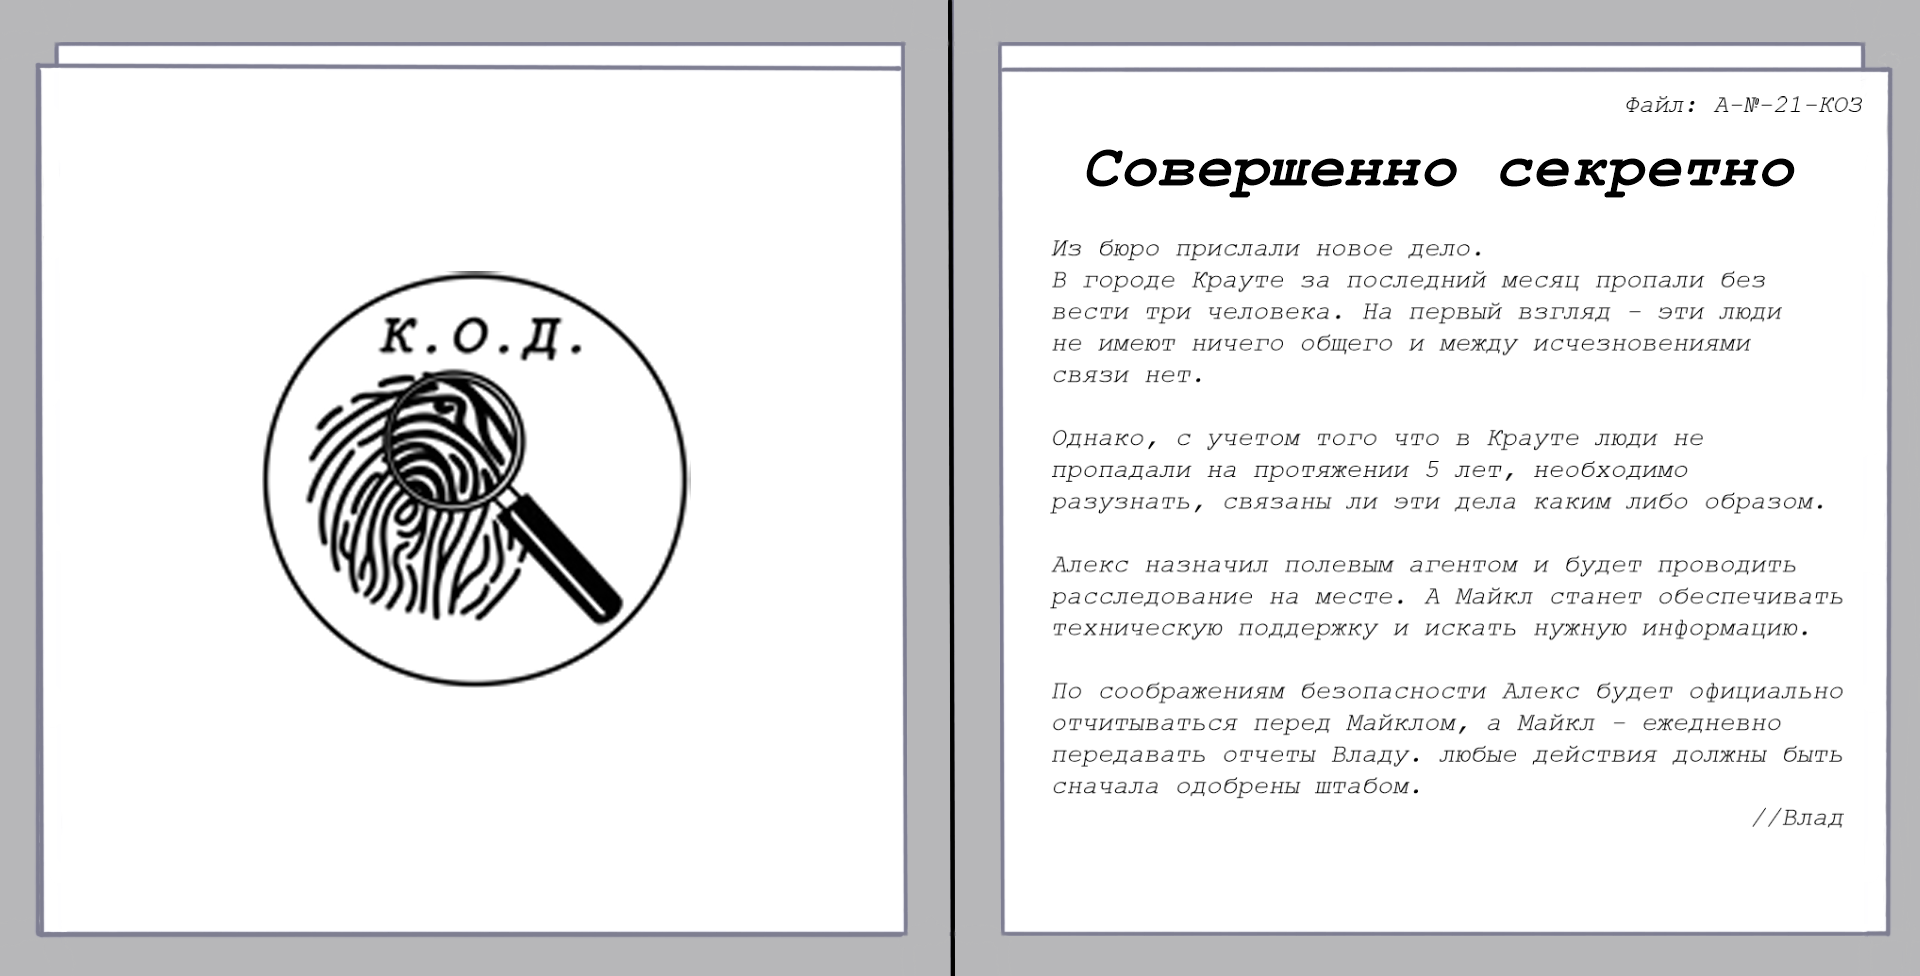 К.О.Д.
Файл: А-№-21-КОЗ
Совершенно секретно
Из бюро прислали новое дело.
В городе Крауте за последний месяц пропали без
вести три человека. На первый взгляд – эти люди
не имеют ничего общего и между исчезновениями
связи нет.
Однако, с учетом того что в Крауте люди не
пропадали на протяжении 5 лет, необходимо
разузнать, связаны ли эти дела каким либо образом.
Алекс назначил полевым агентом и будет проводить
расследование на месте. А Майкл станет обеспечивать
техническую поддержку и искать нужную информацию.
По соображениям безопасности Алекс будет официально
отчитываться перед Майклом, а Майкл – ежедневно
передавать отчеты Владу. любые действия должны быть
сначала одобрены штабом.
//Влад